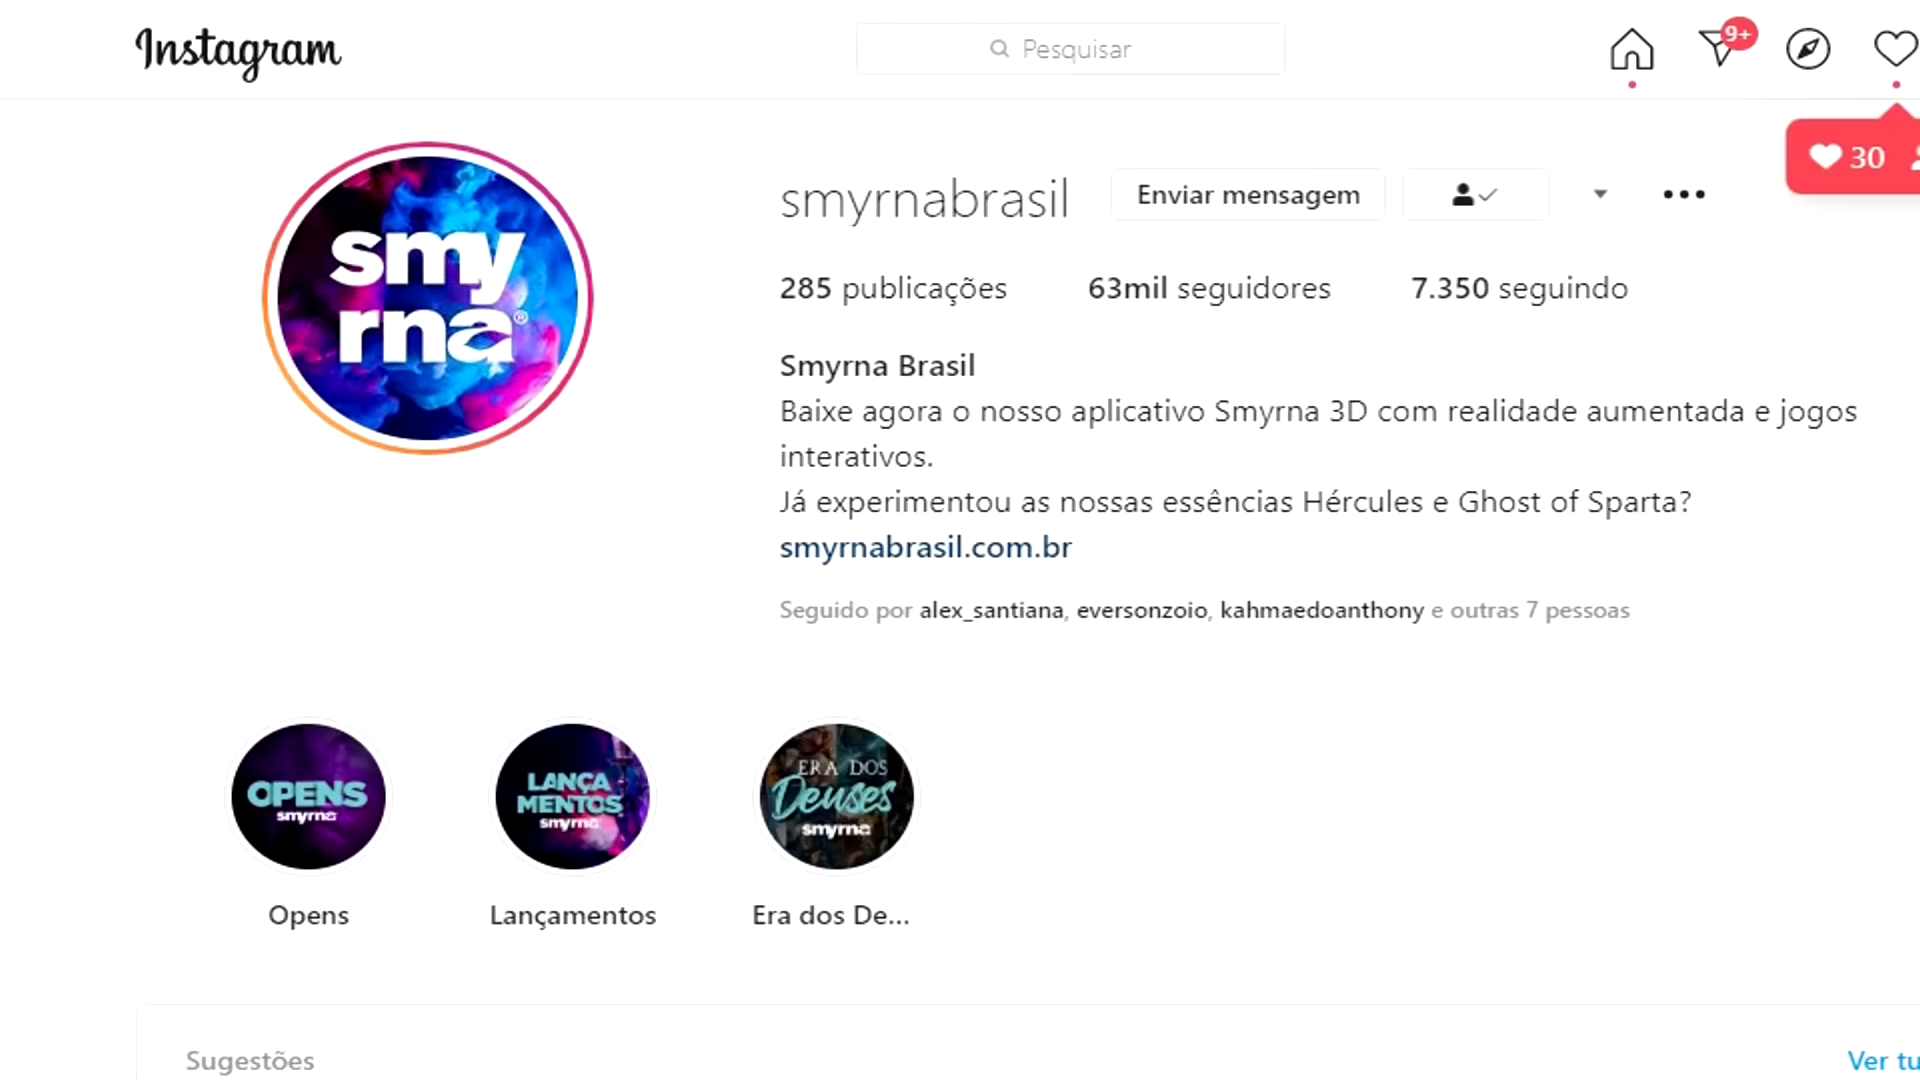 Instagram
Pesquisar
9+
30
smy
rna®
smyrnabrasil
Enviar mensagem
285 publicações 63mil seguidores 7.350 seguindo
Smyrna Brasil
Baixe agora o nosso aplicativo Smyrna 3D com realidade aumentada e jogos
interativos.
Já experimentou as nossas essências Hércules e Ghost of Sparta?
smyrnabrasil.com.br
Seguido por alex_santiana, eversonzoio, kahmaedoanthony e outras 7 pessoas
OPENS
smyrna
LANÇA
MENTOS
smyrna
ERA DOS
Deuses
smyrna
Opens
Lançamentos
Era dos De...
Sugestões
Ver tu